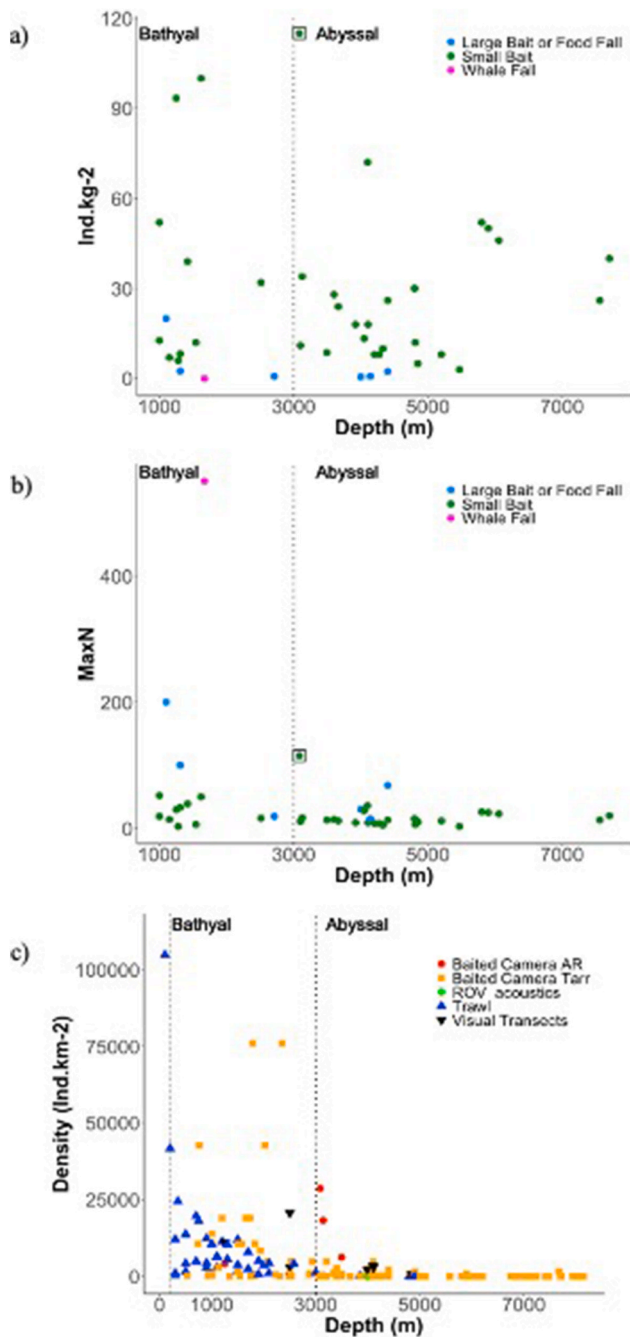 a)
Bathyal
Abyssal
Large Bait or Food Fall
Small Bait
Whale Fall
120
90
60
30
0
Ind.kg-2
1000
3000
5000
7000
Depth (m)
b)
Bathyal
Abyssal
Large Bait or Food Fall
Small Bait
Whale Fall
400
200
0
MaxN
1000
3000
5000
7000
Depth (m)
c)
Bathyal
Abyssal
Baited Camera AR
Baited Camera Tarr
ROV acoustics
Trawl
Visual Transects
100000
75000
50000
25000
0
Density (Ind.km-2)
0
1000
3000
5000
7000
Depth (m)